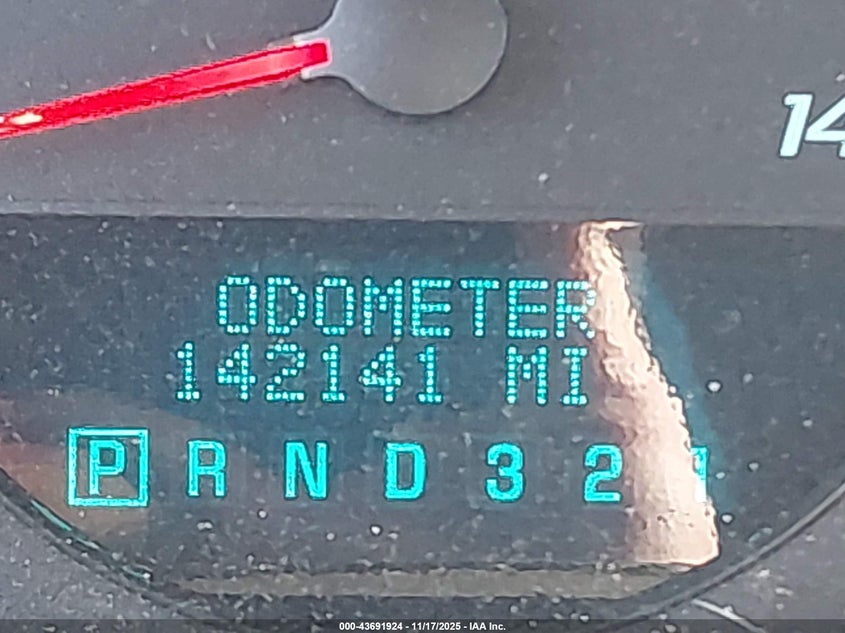 14
ODOMETER
142141 MI
P R N D 3 2 1
000-43691924 - 11/17/2025 - IAA Inc.